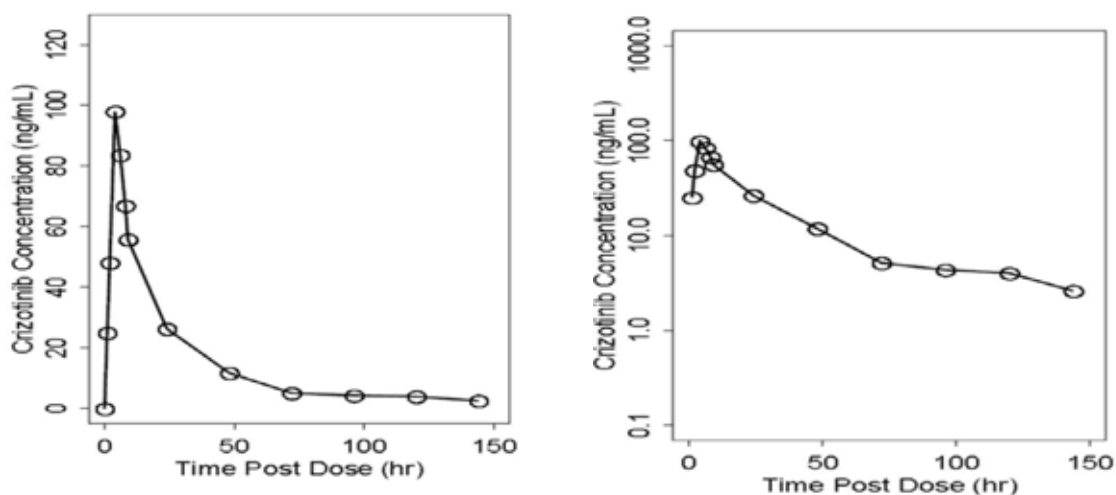 Crizotinib Concentration (ng/mL)
120
100
80
60
40
20
0
0 50 100 150
Time Post Dose (hr)
Crizotinib Concentration (ng/mL)
1000.0
100.0
10.0
1.0
0.1
0 50 100 150
Time Post Dose (hr)